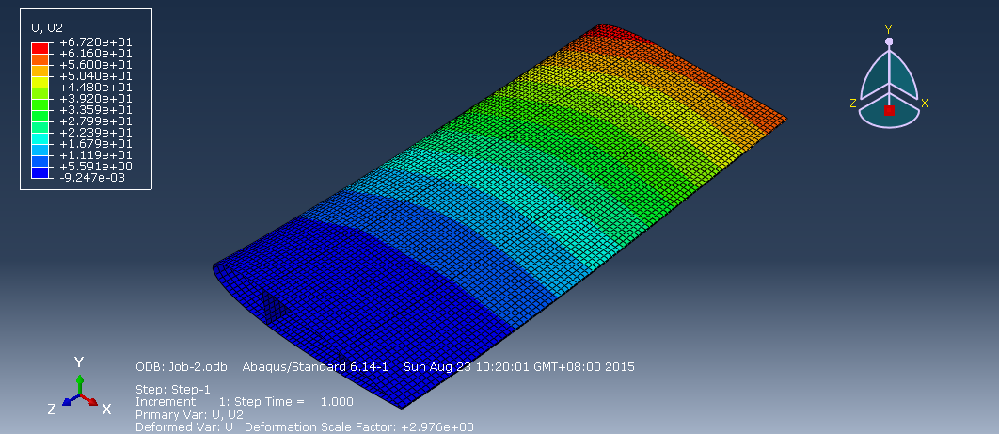 U, U2
+6.720e+01
+6.160e+01
+5.600e+01
+5.040e+01
+4.480e+01
+3.920e+01
+3.359e+01
+2.799e+01
+2.239e+01
+1.679e+01
+1.119e+01
+5.591e+00
-9.247e-03
Y
Z
X
ODB: Job-2.odb Abaqus/Standard 6.14-1 Sun Aug 23 10:20:01 GMT+08:00 2015
Y
Z
X
Step: Step-1
Increment 1: Step Time = 1.000
Primary Var: U, U2
Deformed Var: U Deformation Scale Factor: +2.976e+00